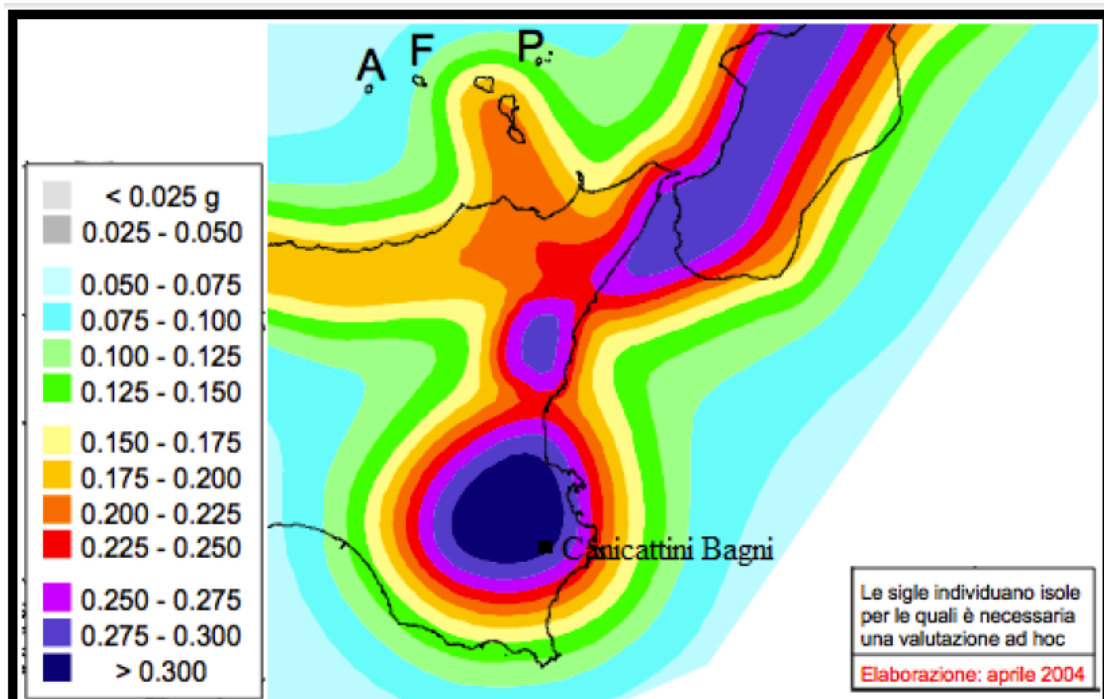 A F P
< 0.025 g
0.025 - 0.050
0.050 - 0.075
0.075 - 0.100
0.100 - 0.125
0.125 - 0.150
0.150 - 0.175
0.175 - 0.200
0.200 - 0.225
0.225 - 0.250
0.250 - 0.275
0.275 - 0.300
> 0.300
Canicattini Bagni
Le sigle individuano isole
per le quali è necessaria
una valutazione ad hoc
Elaborazione: aprile 2004